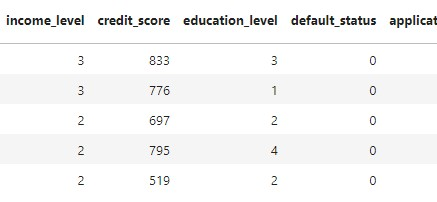 income_level credit_score education_level default_status applicat
3 833 3 0
3 776 1 0
2 697 2 0
2 795 4 0
2 519 2 0